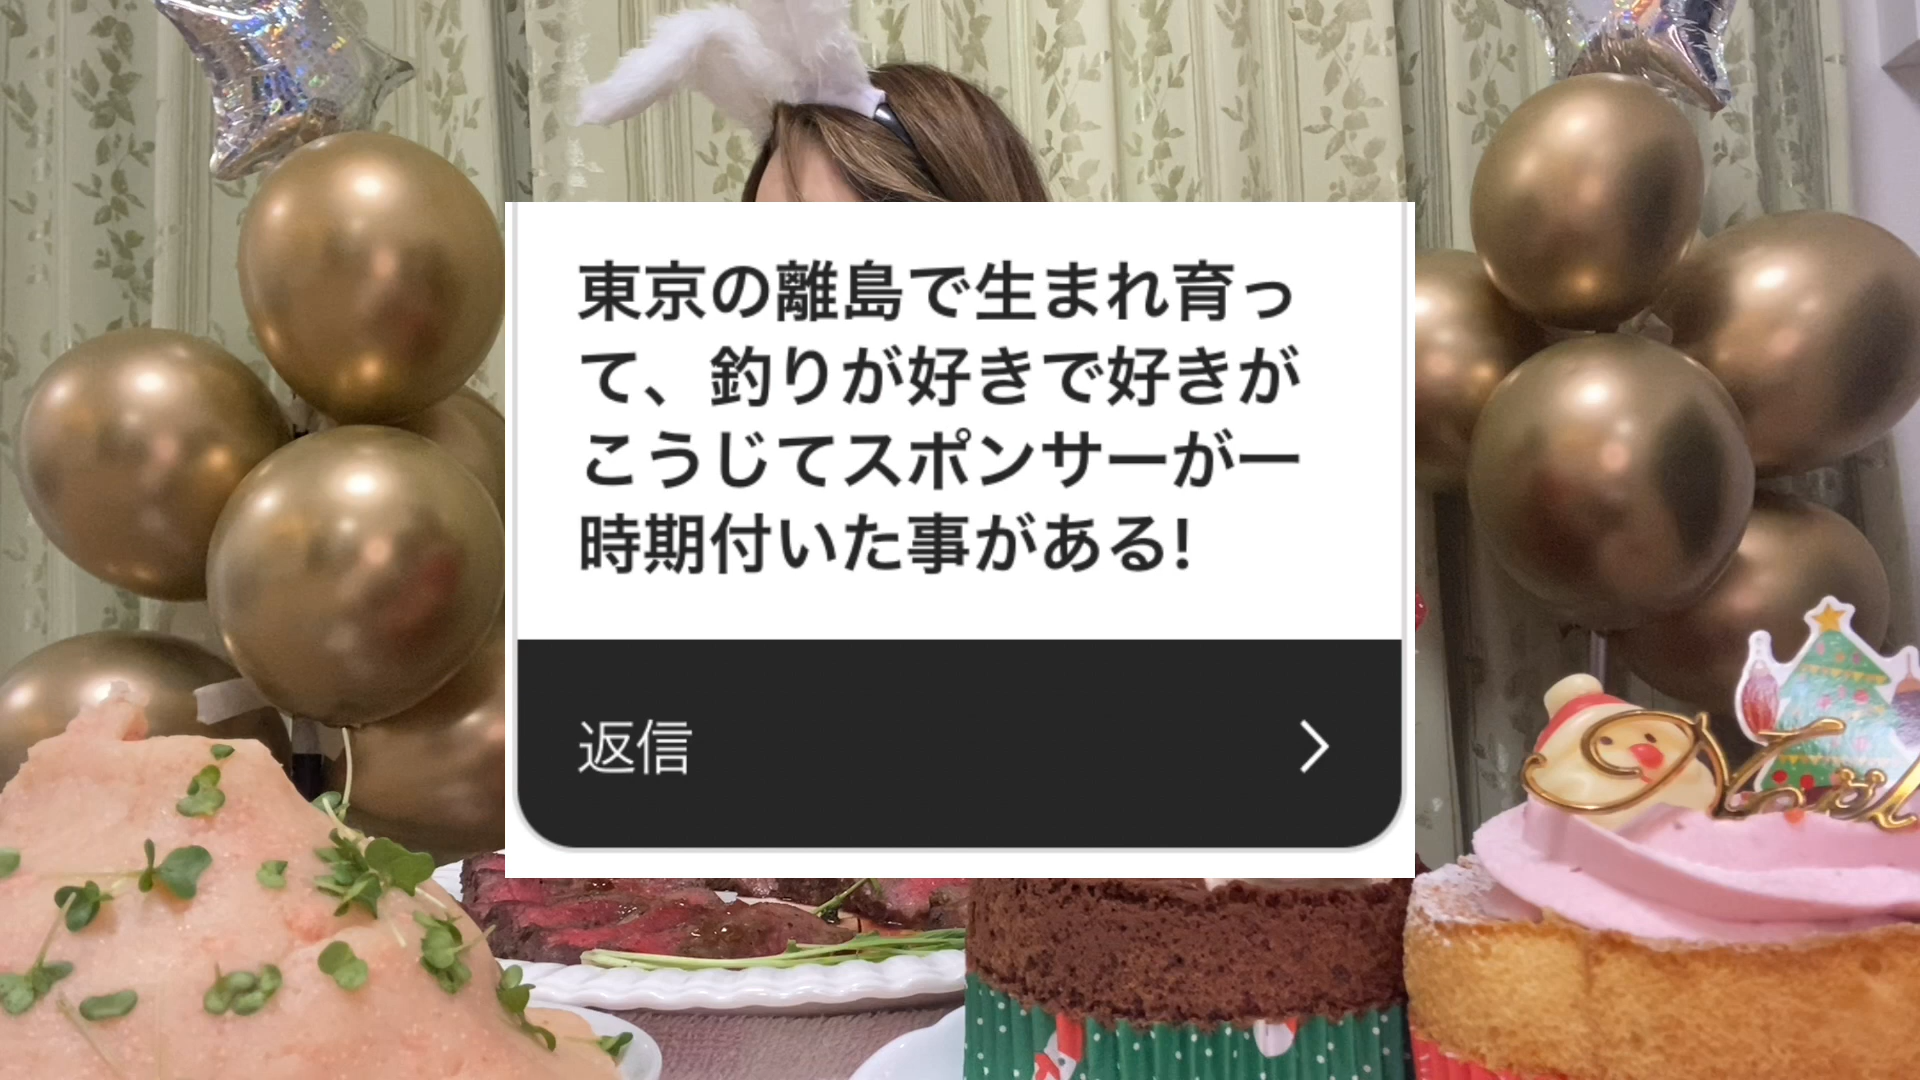 東京の離島で生まれ育っ
て、釣りが好きで好きが
こうじてスポンサーが一
時期付いた事がある!
返信
Noël